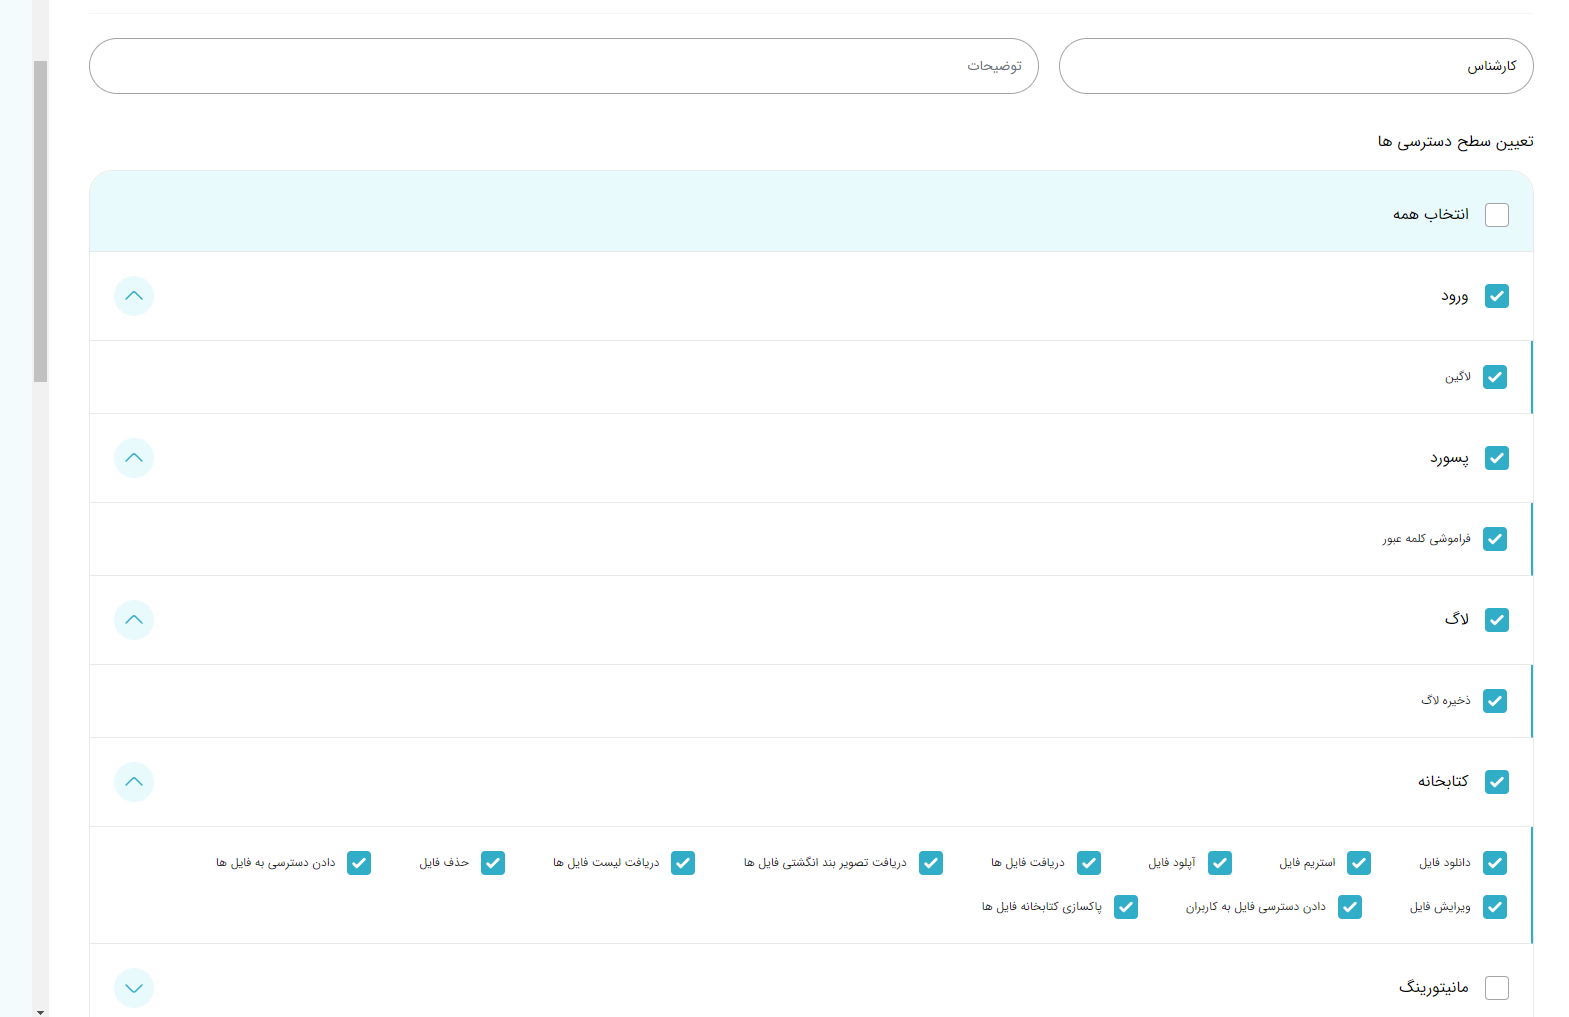 کارشناس
توضیحات
تعیین سطح دسترسی ها
انتخاب همه
ورود
لاگین
پسورد
فراموشی کلمه عبور
لاگ
ذخیره لاگ
کتابخانه
دانلود فایل استریم فایل آپلود فایل دریافت فایل ها دریافت تصویر بند انگشتی فایل ها دریافت لیست فایل ها حذف فایل دادن دسترسی به فایل ها
ویرایش فایل دادن دسترسی فایل به کاربران پاکسازی کتابخانه فایل ها
مانیتورینگ